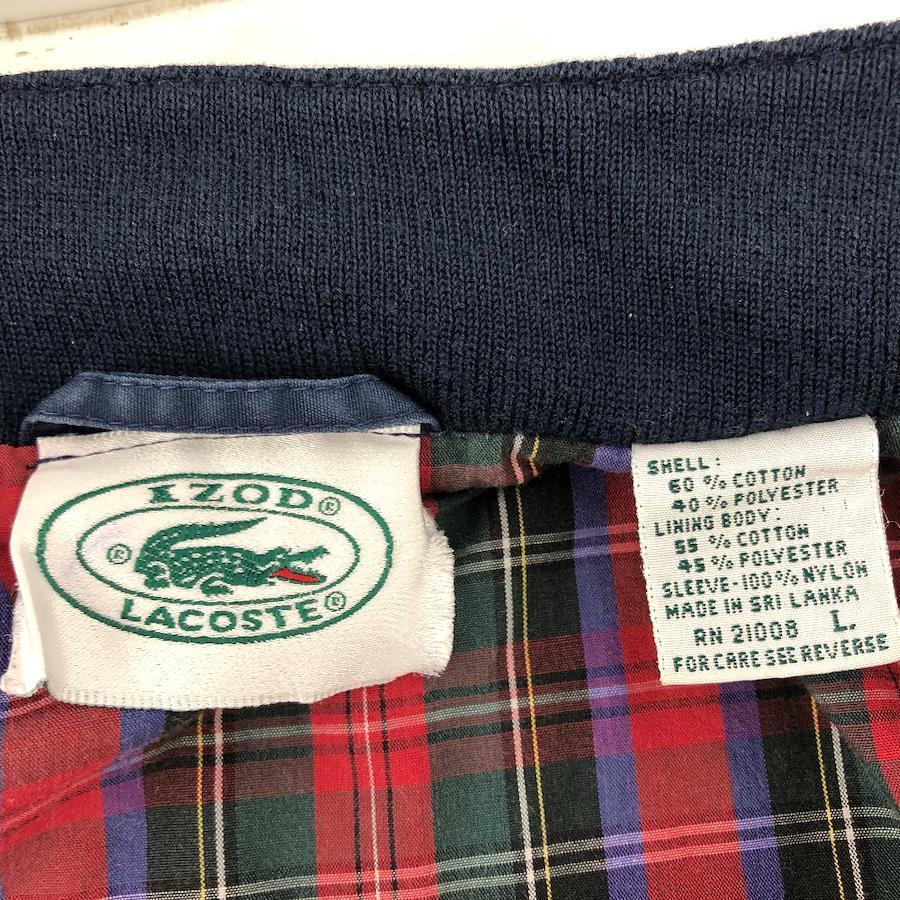 IZOD®
®
LACOSTE®
SHELL:
60 % COTTON
40 % POLYESTER
LINING BODY:
55 % COTTON
45 % POLYESTER
SLEEVE-100% NYLON
MADE IN SRI LANKA
RN 21008 L.
FOR CARE SEE REVERSE